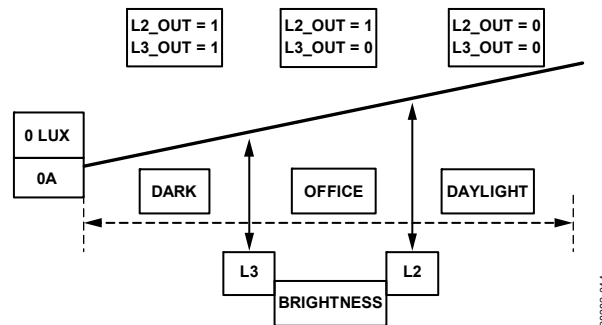 L2_OUT = 1
L3_OUT = 1
L2_OUT = 1
L3_OUT = 0
L2_OUT = 0
L3_OUT = 0
0 LUX
0A
DARK
OFFICE
DAYLIGHT
L3
L2
BRIGHTNESS